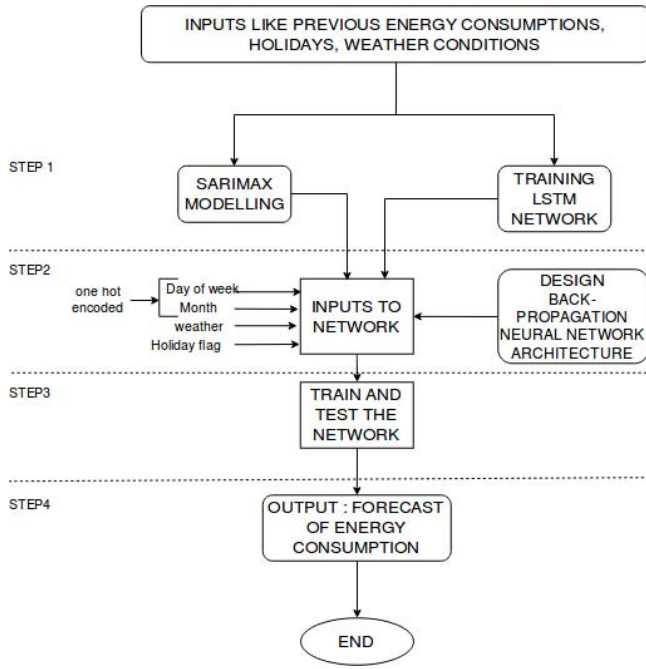 INPUTS LIKE PREVIOUS ENERGY CONSUMPTIONS,
HOLIDAYS, WEATHER CONDITIONS
STEP 1
SARIMAX
MODELLING
TRAINING
LSTM
NETWORK
STEP2
one hot
encoded
Day of week
Month
weather
Holiday flag
INPUTS TO
NETWORK
DESIGN
BACK-
PROPAGATION
NEURAL NETWORK
ARCHITECTURE
STEP3
TRAIN AND
TEST THE
NETWORK
STEP4
OUTPUT : FORECAST
OF ENERGY
CONSUMPTION
END